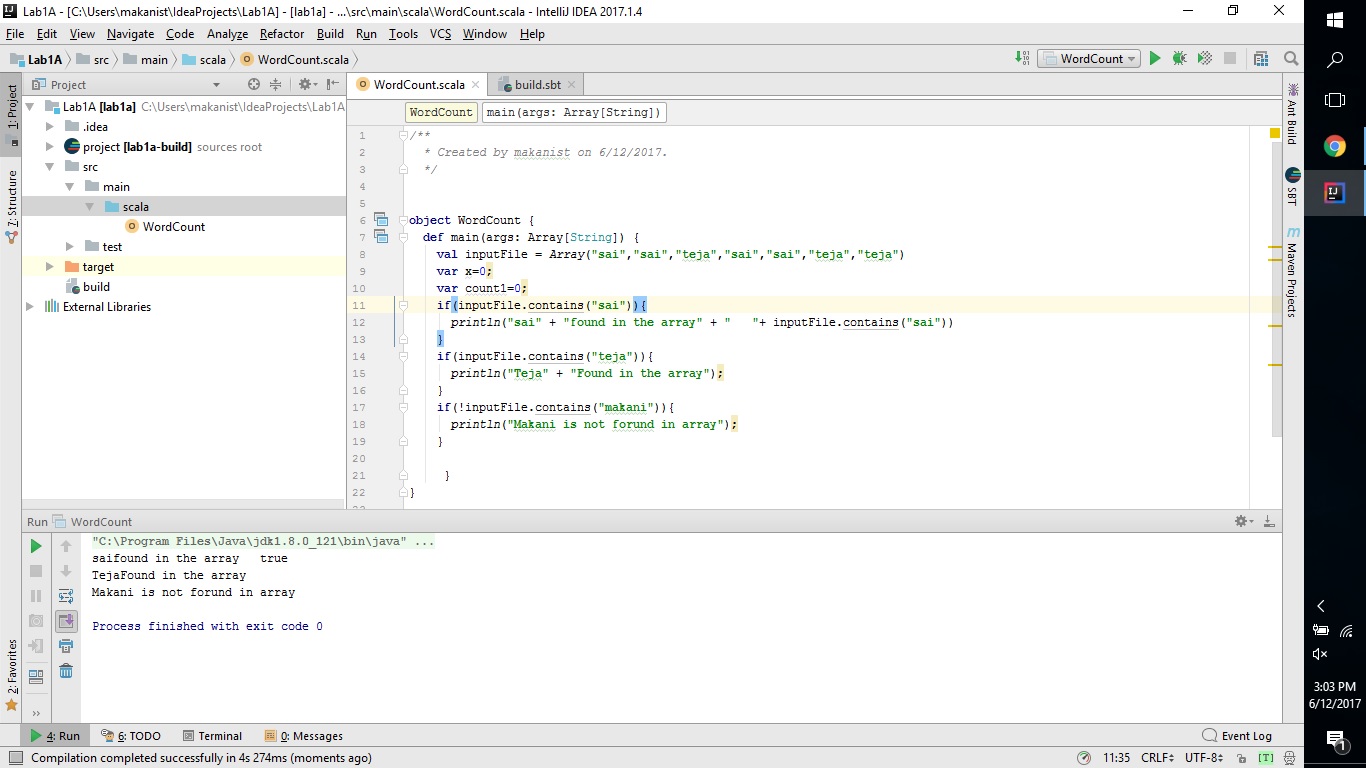 Lab1A - [C:\Users\makanist\IdeaProjects\Lab1A] - [lab1a] - ...\src\main\scala\WordCount.scala - IntelliJ IDEA 2017.1.4
File Edit View Navigate Code Analyze Refactor Build Run Tools VCS Window Help
Lab1A src main scala WordCount.scala WordCount
Project
WordCount.scala build.sbt
WordCount main(args: Array[String])
1: Project
Z: Structure
2: Favorites
Lab1A [lab1a] C:\Users\makanist\IdeaProjects\Lab1A
.idea
project [lab1a-build] sources root
src
main
scala
WordCount
test
target
build
External Libraries
1 /**
2 * Created by makanist on 6/12/2017.
3 */
4
5
6 object WordCount {
7 def main(args: Array[String]) {
8 val inputFile = Array("sai","sai","teja","sai","sai","teja","teja")
9 var x=0;
10 var count1=0;
11 if(inputFile.contains("sai")){
12 println("sai" + "found in the array" + "   "+ inputFile.contains("sai"))
13 }
14 if(inputFile.contains("teja")){
15 println("Teja" + "Found in the array");
16 }
17 if(!inputFile.contains("makani")){
18 println("Makani is not forund in array");
19 }
20
21 }
22 }
Ant Build
SBT
m Maven Projects
Run WordCount
"C:\Program Files\Java\jdk1.8.0_121\bin\java" ...
saifound in the array   true
TejaFound in the array
Makani is not forund in array
Process finished with exit code 0
4: Run 6: TODO Terminal 0: Messages Event Log
Compilation completed successfully in 4s 274ms (moments ago) 11:35 CRLF UTF-8 [T]
3:03 PM
6/12/2017
1